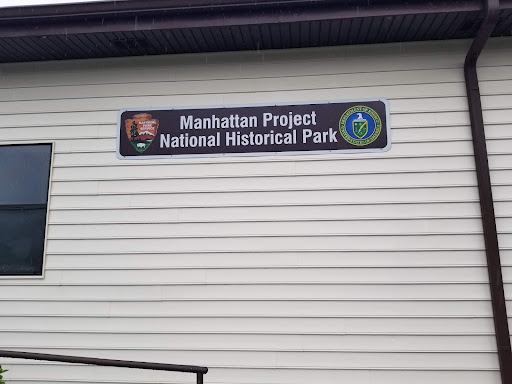 Manhattan Project
National Historical Park